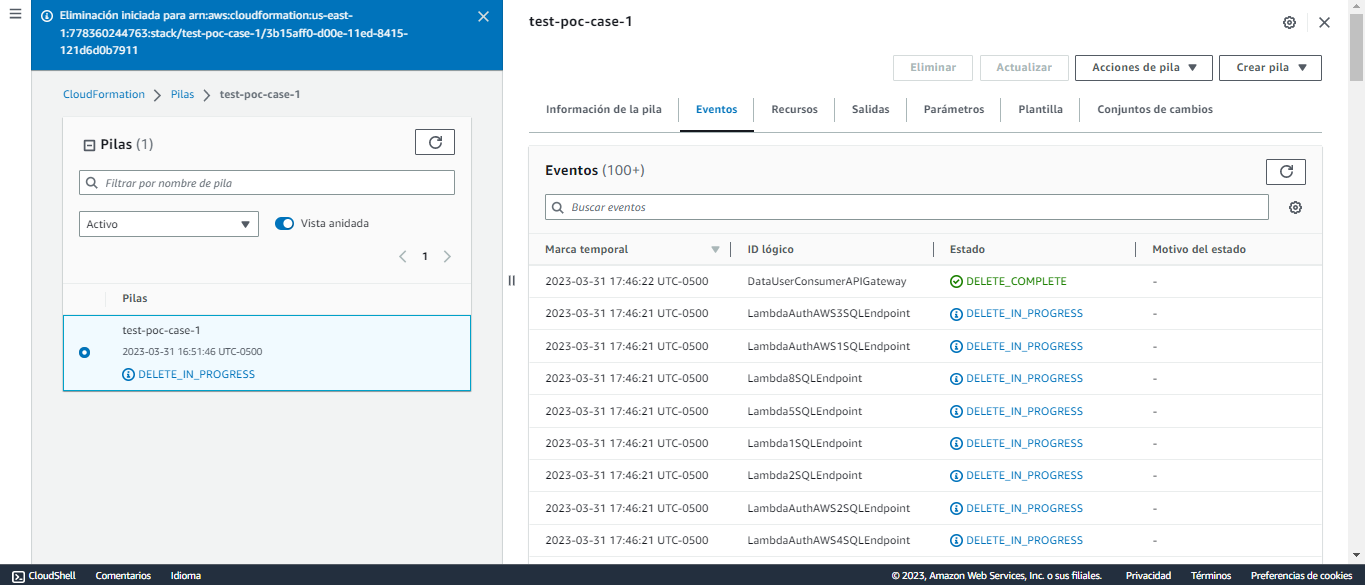 Eliminación iniciada para arn:aws:cloudformation:us-east-
1:778360244763:stack/test-poc-case-1/3b15aff0-d00e-11ed-8415-
121d6d0b7911
CloudFormation
Pilas
test-poc-case-1
Pilas (1)
Filtrar por nombre de pila
Activo
Vista anidada
1
Pilas
test-poc-case-1
2023-03-31 16:51:46 UTC-0500
DELETE_IN_PROGRESS
test-poc-case-1
Eliminar
Actualizar
Acciones de pila
Crear pila
Información de la pila
Eventos
Recursos
Salidas
Parámetros
Plantilla
Conjuntos de cambios
Eventos (100+)
Buscar eventos
Marca temporal ID lógico Estado Motivo del estado
2023-03-31 17:46:22 UTC-0500 DataUserConsumerAPIGateway DELETE_COMPLETE -
2023-03-31 17:46:21 UTC-0500 LambdaAuthAWS3SQLEndpoint DELETE_IN_PROGRESS -
2023-03-31 17:46:21 UTC-0500 LambdaAuthAWS1SQLEndpoint DELETE_IN_PROGRESS -
2023-03-31 17:46:21 UTC-0500 Lambda8SQLEndpoint DELETE_IN_PROGRESS -
2023-03-31 17:46:21 UTC-0500 Lambda5SQLEndpoint DELETE_IN_PROGRESS -
2023-03-31 17:46:21 UTC-0500 Lambda1SQLEndpoint DELETE_IN_PROGRESS -
2023-03-31 17:46:21 UTC-0500 Lambda2SQLEndpoint DELETE_IN_PROGRESS -
2023-03-31 17:46:21 UTC-0500 LambdaAuthAWS2SQLEndpoint DELETE_IN_PROGRESS -
2023-03-31 17:46:21 UTC-0500 LambdaAuthAWS4SQLEndpoint DELETE_IN_PROGRESS -
CloudShell
Comentarios
Idioma
© 2023, Amazon Web Services, Inc. o sus filiales.
Privacidad
Términos
Preferencias de cookies